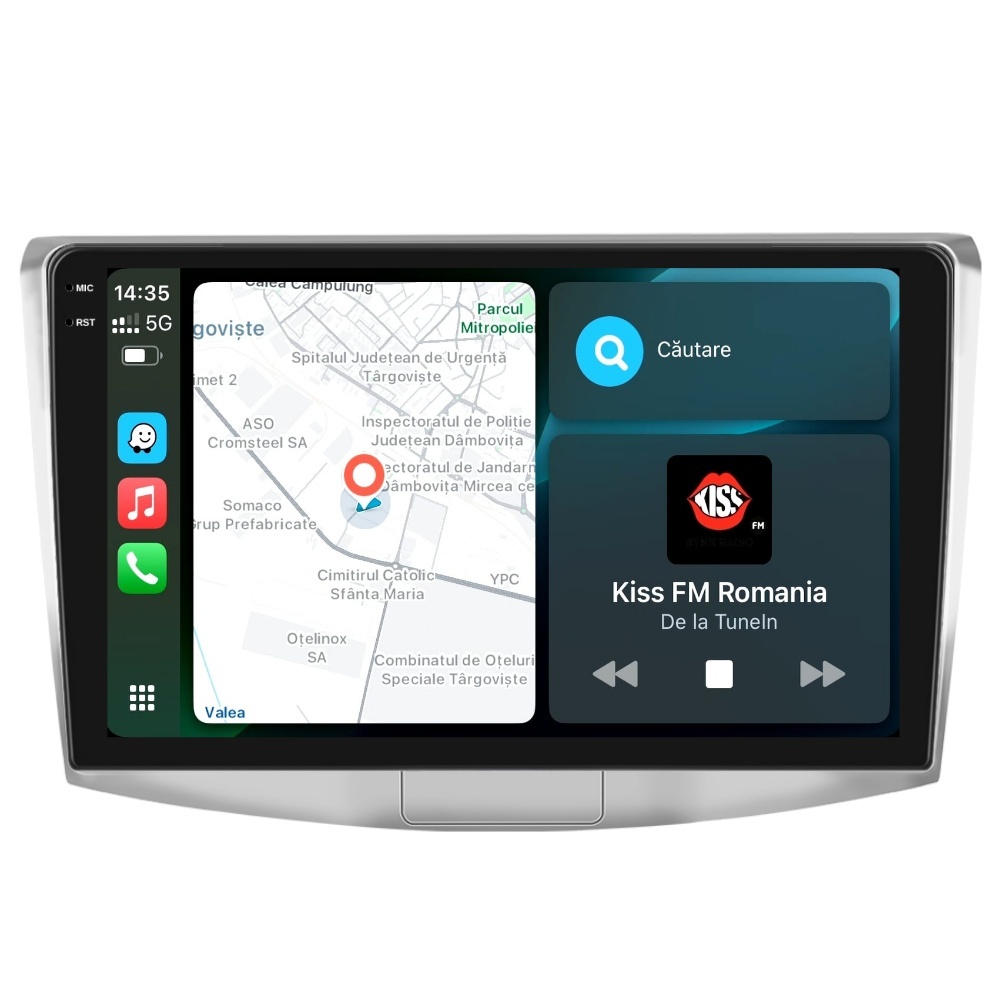 MIC
RST
14:35
5G
Calea Câmpulung
goviște
Parcul
Mitropoliei
Spitalul Județean de Urgență
Târgoviște
imet 2
ASO
Cromsteel SA
Inspectoratul de Poliție
Județean Dâmbovița
ectoratul de Jandarm
Dâmbovița Mircea ce
Somaco
Grup Prefabricate
Cimitirul Catolic
Sfânta Maria
YPC
Oțelinox
SA
Combinatul de Oțeluri
Speciale Târgoviște
Valea
Căutare
KISS
FM
Kiss FM Romania
De la TuneIn